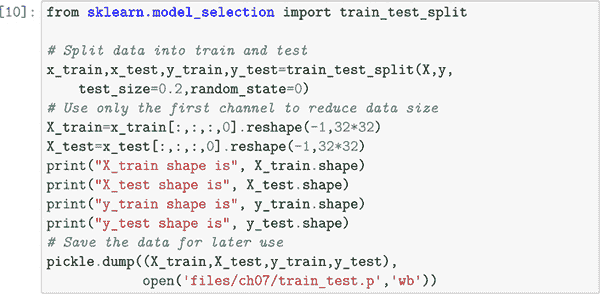 [10]: from sklearn.model_selection import train_test_split
# Split data into train and test
x_train,x_test,y_train,y_test=train_test_split(X,y,
test_size=0.2,random_state=0)
# Use only the first channel to reduce data size
X_train=x_train[:,:,:,0].reshape(-1,32*32)
X_test=x_test[:,:,:,0].reshape(-1,32*32)
print("X_train shape is", X_train.shape)
print("X_test shape is", X_test.shape)
print("y_train shape is", y_train.shape)
print("y_test shape is", y_test.shape)
# Save the data for later use
pickle.dump((X_train,X_test,y_train,y_test),
open('files/ch07/train_test.p','wb'))